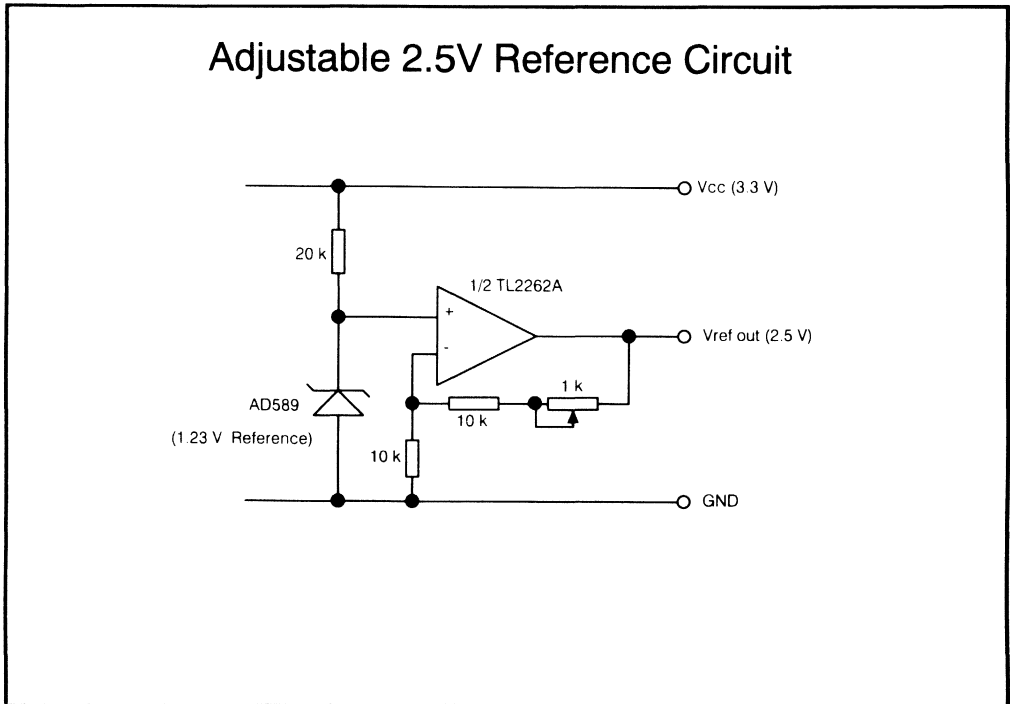 Adjustable 2.5V Reference Circuit
Vcc (3.3 V)
20 k
1/2 TL2262A
+
-
Vref out (2.5 V)
1 k
AD589
10 k
(1.23 V Reference)
10 k
GND